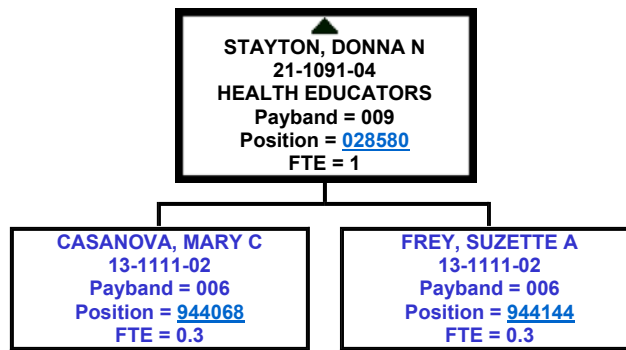 STAYTON, DONNA N
21-1091-04
HEALTH EDUCATORS
Payband = 009
Position = 028580
FTE = 1
CASANOVA, MARY C
13-1111-02
Payband = 006
Position = 944068
FTE = 0.3
FREY, SUZETTE A
13-1111-02
Payband = 006
Position = 944144
FTE = 0.3